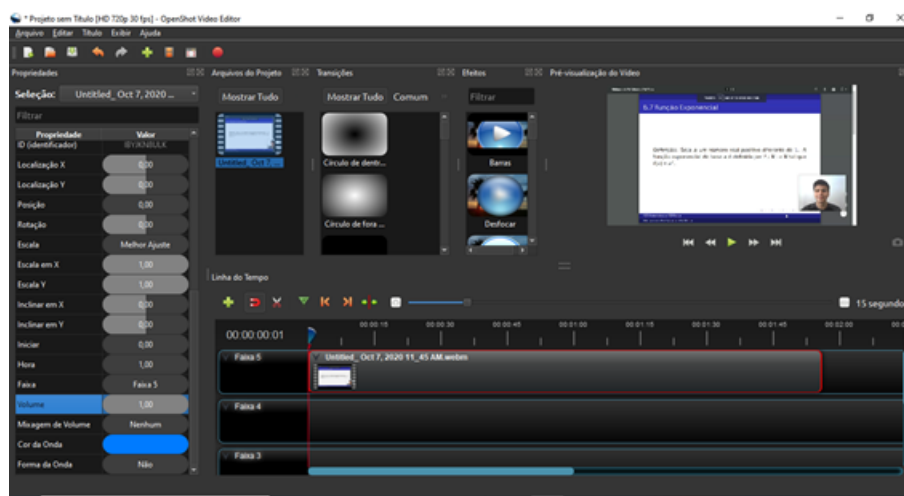 * Projeto sem Título [HD 720p 30 fps] - OpenShot Video Editor
Arquivo Editar Título Exibir Ajuda
Propriedades
Arquivos do Projeto
Transições
Efeitos
Pré-visualização do Vídeo
Seleção: Untitled_ Oct 7, 2020 ...
Mostrar Tudo
Mostrar Tudo Comum
Filtrar
Filtrar
Propriedade Valor
ID (identificador)
Localização X 0,00
Localização Y 0,00
Posição 0,00
Rotação 0,00
Escala Melhor Ajuste
Escala em X 1,00
Escala Y 1,00
Inclinar em X 0,00
Inclinar em Y 0,00
Iniciar 0,00
Hora 1,00
Faixa Faixa 5
Volume 1,00
Mixagem de Volume Nenhum
Cor da Onda
Forma da Onda Não
Untitled_ Oct 7, ...
Círculo de dentr...
Círculo de fora ...
Barras
Desfocar
6.7 Função Exponencial
Linha do Tempo
15 segundo
00:00:00:01
00:00:15 00:00:30 00:00:45 00:01:00 00:01:15 00:01:30 00:01:45 00:02:00
Faixa 5
Untitled_ Oct 7, 2020 11_45 AM.webm
Faixa 4
Faixa 3